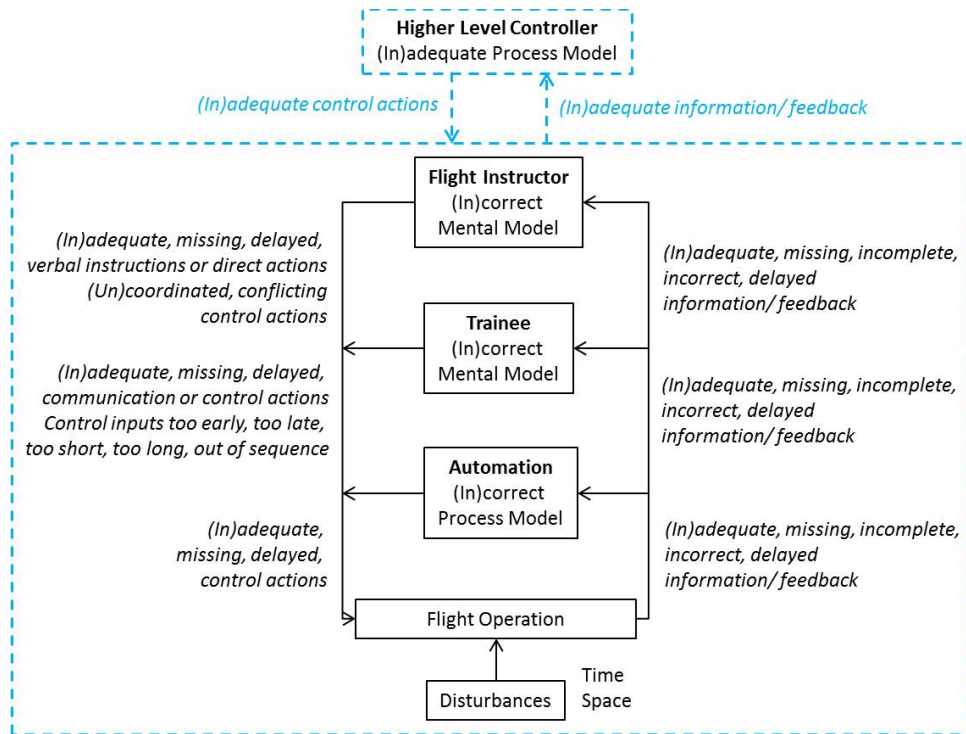 Higher Level Controller
(In)adequate Process Model
(In)adequate control actions
(In)adequate information/ feedback
Flight Instructor
(In)correct
Mental Model
(In)adequate, missing, delayed,
verbal instructions or direct actions
(Un)coordinated, conflicting
control actions
(In)adequate, missing, incomplete,
incorrect, delayed
information/ feedback
Trainee
(In)correct
Mental Model
(In)adequate, missing, delayed,
communication or control actions
Control inputs too early, too late,
too short, too long, out of sequence
(In)adequate, missing, incomplete,
incorrect, delayed
information/ feedback
Automation
(In)correct
Process Model
(In)adequate,
missing, delayed,
control actions
(In)adequate, missing, incomplete,
incorrect, delayed
information/ feedback
Flight Operation
Disturbances
Time
Space